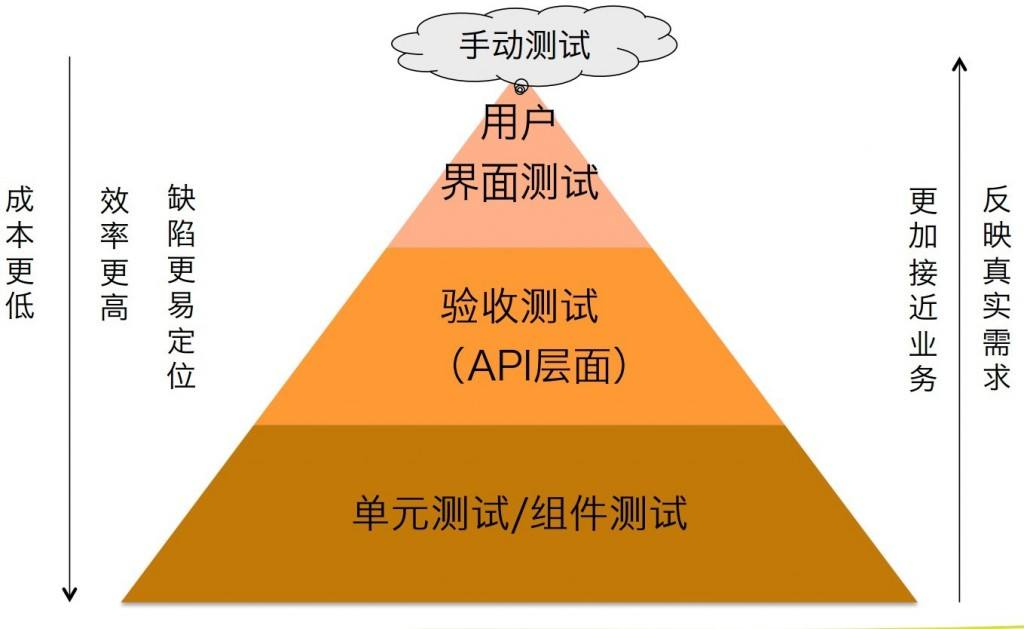 手动测试
用户
界面测试
验收测试
（API层面）
单元测试/组件测试
成本更低
效率更高
缺陷更易定位
更加接近业务
反映真实需求